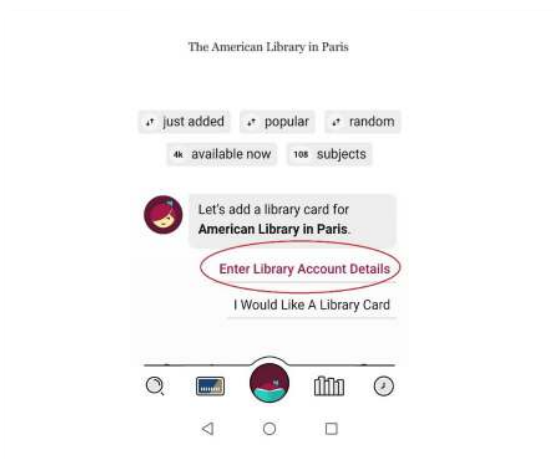 The American Library in Paris
just added popular random
4k available now 108 subjects
Let's add a library card for
American Library in Paris.
Enter Library Account Details
I Would Like A Library Card